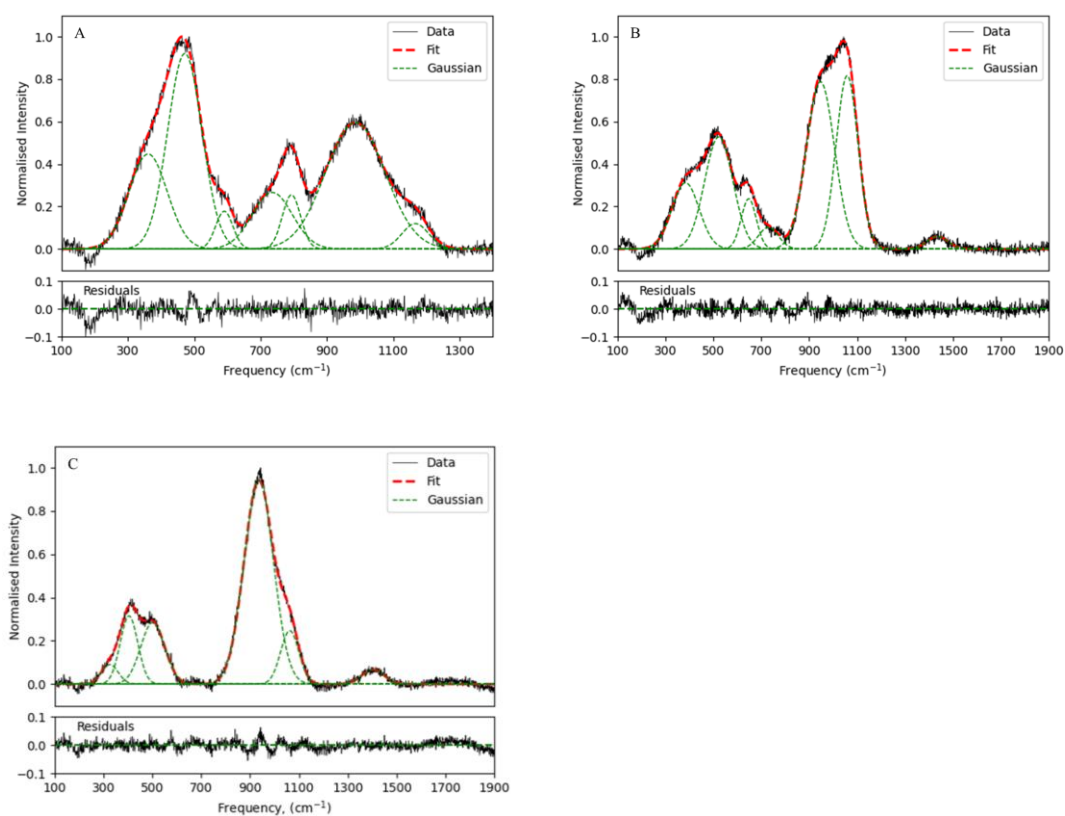 A
Data
Fit
Gaussian
Normalised Intensity
1.0
0.8
0.6
0.4
0.2
0.0
Residuals
0.1
0.0
−0.1
100 300 500 700 900 1100 1300
Frequency (cm⁻¹)
B
Data
Fit
Gaussian
Normalised Intensity
1.0
0.8
0.6
0.4
0.2
0.0
Residuals
0.1
0.0
−0.1
100 300 500 700 900 1100 1300 1500 1700 1900
Frequency (cm⁻¹)
C
Data
Fit
Gaussian
Normalised Intensity
1.0
0.8
0.6
0.4
0.2
0.0
Residuals
0.1
0.0
−0.1
100 300 500 700 900 1100 1300 1500 1700 1900
Frequency, (cm⁻¹)